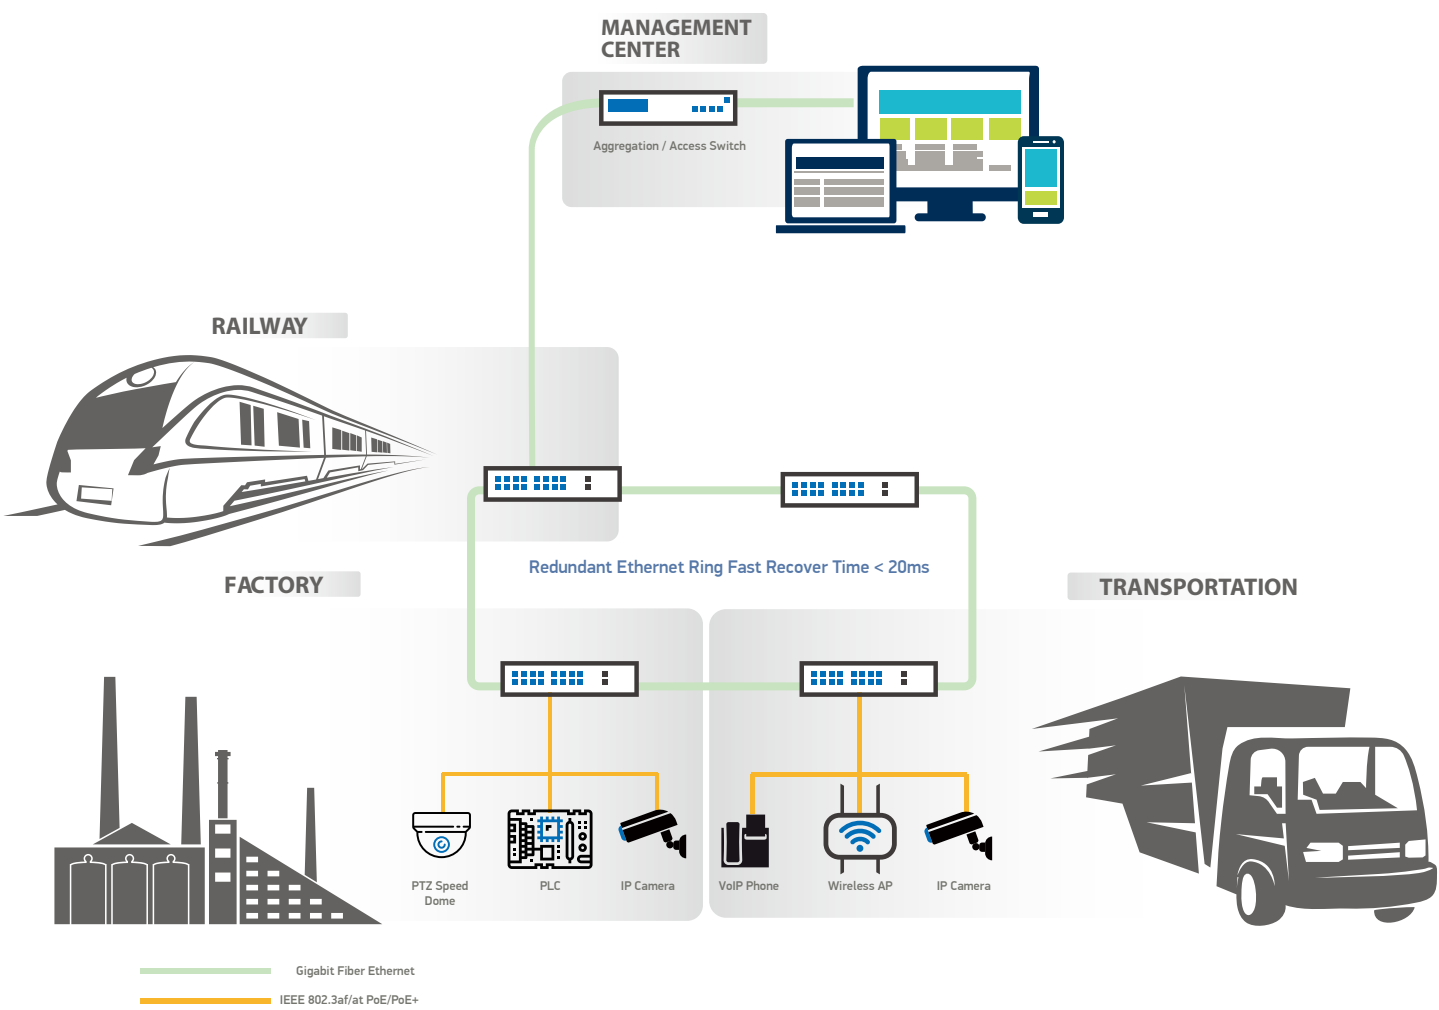 MANAGEMENT
CENTER
Aggregation / Access Switch
RAILWAY
Redundant Ethernet Ring Fast Recover Time < 20ms
FACTORY
TRANSPORTATION
PTZ Speed
Dome
PLC
IP Camera
VoIP Phone
Wireless AP
IP Camera
Gigabit Fiber Ethernet
IEEE 802.3af/at PoE/PoE+